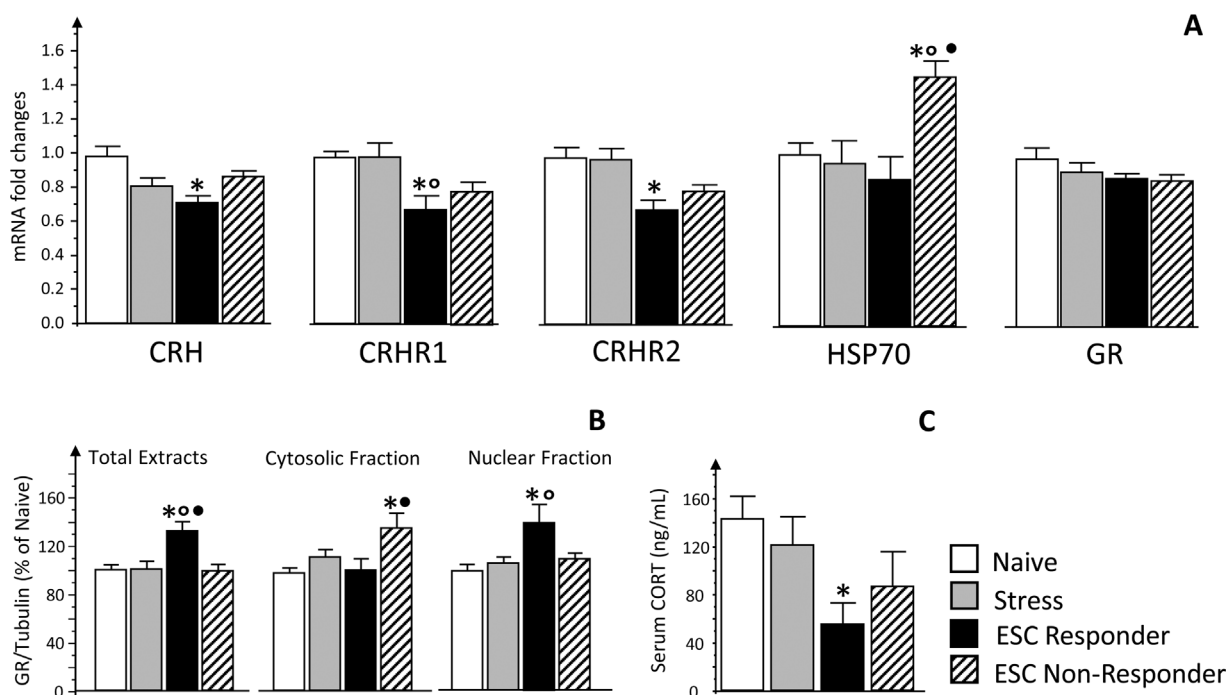 A
mRNA fold changes
1.6
1.4
1.2
1.0
0.8
0.6
0.4
0.2
0.0
* * o * * o ●
CRH CRHR1 CRHR2 HSP70 GR
B
GR/Tubulin (% of Naive)
Total Extracts Cytosolic Fraction Nuclear Fraction
160
120
80
40
0
* o ● * ● * o
C
Serum CORT (ng/mL)
160
120
80
40
0
*
Naive
Stress
ESC Responder
ESC Non-Responder